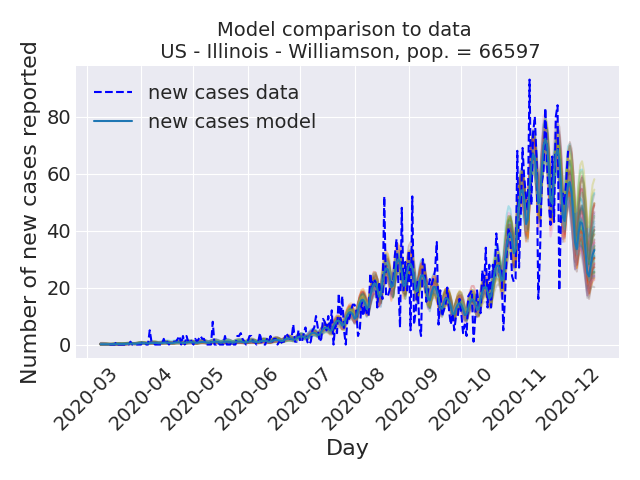 Model comparison to data
US - Illinois - Williamson, pop. = 66597
Number of new cases reported
new cases data
new cases model
80
60
40
20
0
2020-03
2020-04
2020-05
2020-06
2020-07
2020-08
2020-09
2020-10
2020-11
2020-12
Day